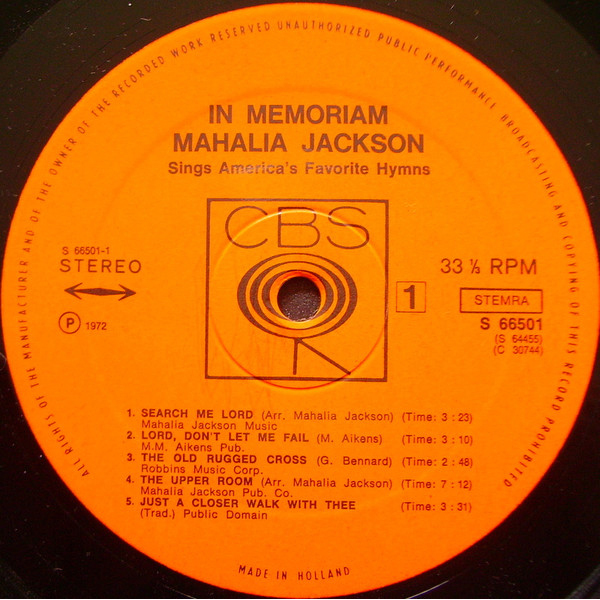 ALL RIGHTS OF THE MANUFACTURER AND OF THE OWNER OF THE RECORDED WORK RESERVED UNAUTHORIZED PUBLIC PERFORMANCE BROADCASTING AND COPYING OF THIS RECORD PROHIBITED
IN MEMORIAM
MAHALIA JACKSON
Sings America's Favorite Hymns
CBS
S 66501-1
STEREO
Ⓟ 1972
33 ⅓ RPM
1
STEMRA
S 66501
(S 64455)
(C 30744)
1. SEARCH ME LORD (Arr. Mahalia Jackson) (Time: 3 : 23)
Mahalia Jackson Music
2. LORD, DON'T LET ME FAIL (M. Aikens) (Time: 3 : 10)
M.M. Aikens Pub.
3. THE OLD RUGGED CROSS (G. Bennard) (Time: 2 : 48)
Robbins Music Corp.
4. THE UPPER ROOM (Arr. Mahalia Jackson) (Time: 7 : 12)
Mahalia Jackson Pub. Co.
5. JUST A CLOSER WALK WITH THEE (Time: 3 : 31)
(Trad.) Public Domain
MADE IN HOLLAND